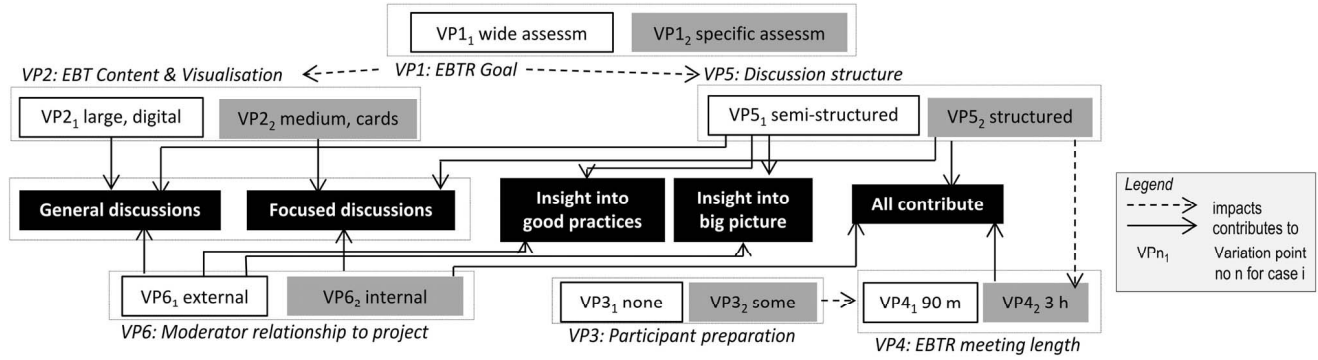 VP1₁ wide assessm
VP1₂ specific assessm
VP2: EBT Content & Visualisation
VP1: EBTR Goal
VP5: Discussion structure
VP2₁ large, digital
VP2₂ medium, cards
VP5₁ semi-structured
VP5₂ structured
General discussions
Focused discussions
Insight into
good practices
Insight into
big picture
All contribute
Legend
impacts
contributes to
VPn₁
Variation point
no n for case i
VP6₁ external
VP6₂ internal
VP3₁ none
VP3₂ some
VP4₁ 90 m
VP4₂ 3 h
VP6: Moderator relationship to project
VP3: Participant preparation
VP4: EBTR meeting length